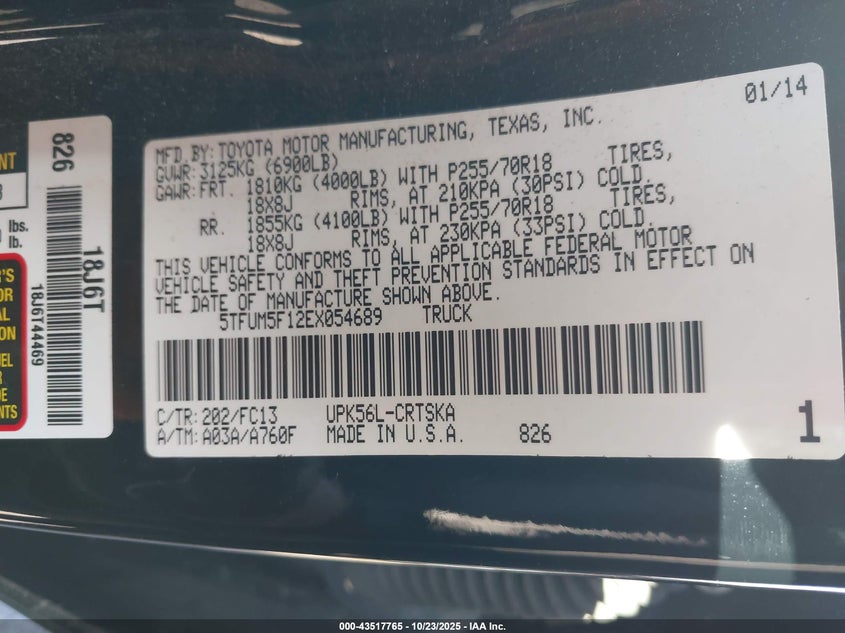 01/14
MFD.BY: TOYOTA MOTOR MANUFACTURING, TEXAS, INC.
GVWR: 3125KG (6900LB)
GAWR: FRT. 1810KG (4000LB) WITH P255/70R18 TIRES,
18X8J RIMS, AT 210KPA (30PSI) COLD.
RR. 1855KG (4100LB) WITH P255/70R18 TIRES,
18X8J RIMS, AT 230KPA (33PSI) COLD.
THIS VEHICLE CONFORMS TO ALL APPLICABLE FEDERAL MOTOR
VEHICLE SAFETY AND THEFT PREVENTION STANDARDS IN EFFECT ON
THE DATE OF MANUFACTURE SHOWN ABOVE.
5TFUM5F12EX054689 TRUCK
C/TR: 202/FC13 UPK56L-CRTSKA
A/TM: A03A/A760F MADE IN U.S.A. 826
1
826
18J6T
18J6T44469
lbs.
lb.
000-43517765 - 10/23/2025 - IAA Inc.